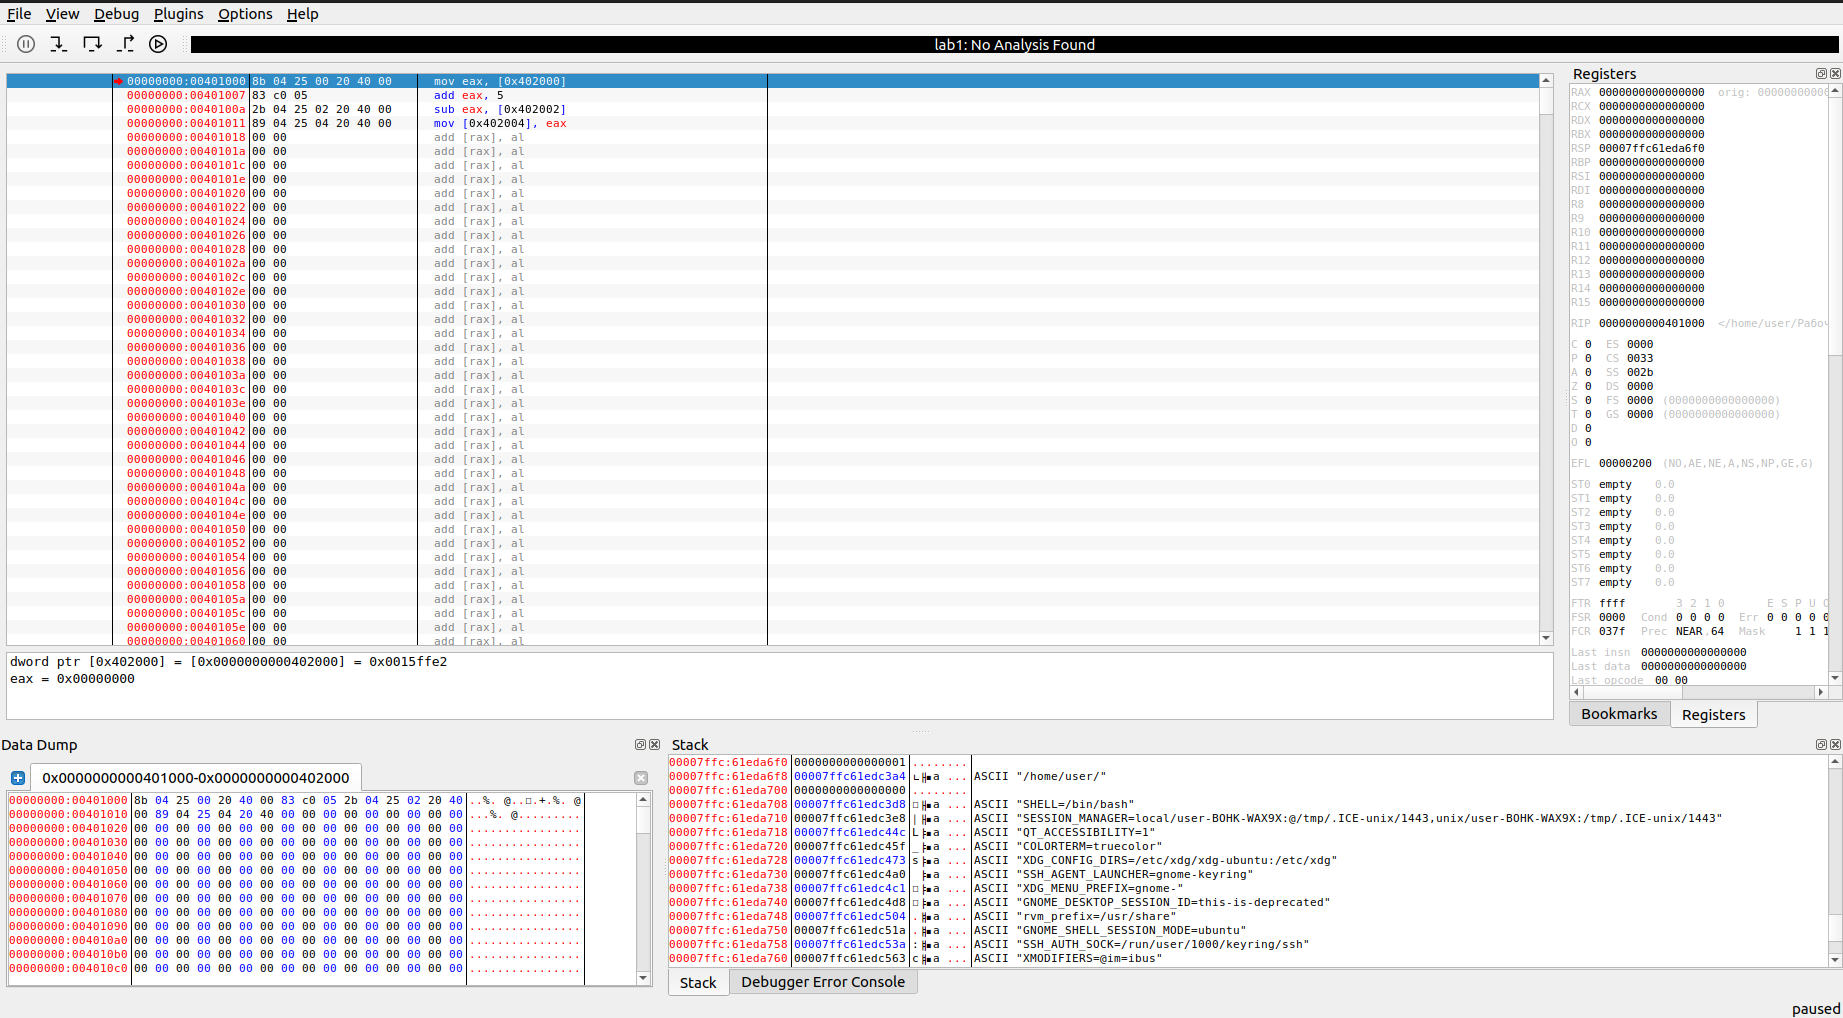 File View Debug Plugins Options Help
lab1: No Analysis Found
00000000:00401000 8b 04 25 00 20 40 00 mov eax, [0x402000]
00000000:00401007 83 c0 05 add eax, 5
00000000:0040100a 2b 04 25 02 20 40 00 sub eax, [0x402002]
00000000:00401011 89 04 25 04 20 40 00 mov [0x402004], eax
00000000:00401018 00 00 add [rax], al
00000000:0040101a 00 00 add [rax], al
00000000:0040101c 00 00 add [rax], al
00000000:0040101e 00 00 add [rax], al
00000000:00401020 00 00 add [rax], al
00000000:00401022 00 00 add [rax], al
00000000:00401024 00 00 add [rax], al
00000000:00401026 00 00 add [rax], al
00000000:00401028 00 00 add [rax], al
00000000:0040102a 00 00 add [rax], al
00000000:0040102c 00 00 add [rax], al
00000000:0040102e 00 00 add [rax], al
00000000:00401030 00 00 add [rax], al
00000000:00401032 00 00 add [rax], al
00000000:00401034 00 00 add [rax], al
00000000:00401036 00 00 add [rax], al
00000000:00401038 00 00 add [rax], al
00000000:0040103a 00 00 add [rax], al
00000000:0040103c 00 00 add [rax], al
00000000:0040103e 00 00 add [rax], al
00000000:00401040 00 00 add [rax], al
00000000:00401042 00 00 add [rax], al
00000000:00401044 00 00 add [rax], al
00000000:00401046 00 00 add [rax], al
00000000:00401048 00 00 add [rax], al
00000000:0040104a 00 00 add [rax], al
00000000:0040104c 00 00 add [rax], al
00000000:0040104e 00 00 add [rax], al
00000000:00401050 00 00 add [rax], al
00000000:00401052 00 00 add [rax], al
00000000:00401054 00 00 add [rax], al
00000000:00401056 00 00 add [rax], al
00000000:00401058 00 00 add [rax], al
00000000:0040105a 00 00 add [rax], al
00000000:0040105c 00 00 add [rax], al
00000000:0040105e 00 00 add [rax], al
00000000:00401060 00 00 add [rax], al
dword ptr [0x402000] = [0x0000000000402000] = 0x0015ffe2
eax = 0x00000000
Registers
RAX 0000000000000000 orig: 00000000000
RCX 0000000000000000
RDX 0000000000000000
RBX 0000000000000000
RSP 00007ffc61eda6f0
RBP 0000000000000000
RSI 0000000000000000
RDI 0000000000000000
R8 0000000000000000
R9 0000000000000000
R10 0000000000000000
R11 0000000000000000
R12 0000000000000000
R13 0000000000000000
R14 0000000000000000
R15 0000000000000000
RIP 0000000000401000 </home/user/Рабоч
C 0 ES 0000
P 0 CS 0033
A 0 SS 002b
Z 0 DS 0000
S 0 FS 0000 (0000000000000000)
T 0 GS 0000 (0000000000000000)
D 0
O 0
EFL 00000200 (NO,AE,NE,A,NS,NP,GE,G)
ST0 empty 0.0
ST1 empty 0.0
ST2 empty 0.0
ST3 empty 0.0
ST4 empty 0.0
ST5 empty 0.0
ST6 empty 0.0
ST7 empty 0.0
FTR ffff 3 2 1 0 E S P U O
FSR 0000 Cond 0 0 0 0 Err 0 0 0 0 0
FCR 037f Prec NEAR,64 Mask 1 1 1
Last insn 0000000000000000
Last data 0000000000000000
Last opcode 00 00
Bookmarks Registers
Data Dump
0x0000000000401000-0x0000000000402000
00000000:00401000 8b 04 25 00 20 40 00 83 c0 05 2b 04 25 02 20 40 ..%. @..□.+.%. @
00000000:00401010 00 89 04 25 04 20 40 00 00 00 00 00 00 00 00 00 ...%. @.........
00000000:00401020 00 00 00 00 00 00 00 00 00 00 00 00 00 00 00 00 ................
00000000:00401030 00 00 00 00 00 00 00 00 00 00 00 00 00 00 00 00 ................
00000000:00401040 00 00 00 00 00 00 00 00 00 00 00 00 00 00 00 00 ................
00000000:00401050 00 00 00 00 00 00 00 00 00 00 00 00 00 00 00 00 ................
00000000:00401060 00 00 00 00 00 00 00 00 00 00 00 00 00 00 00 00 ................
00000000:00401070 00 00 00 00 00 00 00 00 00 00 00 00 00 00 00 00 ................
00000000:00401080 00 00 00 00 00 00 00 00 00 00 00 00 00 00 00 00 ................
00000000:00401090 00 00 00 00 00 00 00 00 00 00 00 00 00 00 00 00 ................
00000000:004010a0 00 00 00 00 00 00 00 00 00 00 00 00 00 00 00 00 ................
00000000:004010b0 00 00 00 00 00 00 00 00 00 00 00 00 00 00 00 00 ................
00000000:004010c0 00 00 00 00 00 00 00 00 00 00 00 00 00 00 00 00 ................
Stack
00007ffc:61eda6f0 0000000000000001 ........
00007ffc:61eda6f8 00007ffc61edc3a4 ASCII "/home/user/"
00007ffc:61eda700 0000000000000000 ........
00007ffc:61eda708 00007ffc61edc3d8 ASCII "SHELL=/bin/bash"
00007ffc:61eda710 00007ffc61edc3e8 ASCII "SESSION_MANAGER=local/user-BOHK-WAX9X:@/tmp/.ICE-unix/1443,unix/user-BOHK-WAX9X:/tmp/.ICE-unix/1443"
00007ffc:61eda718 00007ffc61edc44c ASCII "QT_ACCESSIBILITY=1"
00007ffc:61eda720 00007ffc61edc45f ASCII "COLORTERM=truecolor"
00007ffc:61eda728 00007ffc61edc473 ASCII "XDG_CONFIG_DIRS=/etc/xdg/xdg-ubuntu:/etc/xdg"
00007ffc:61eda730 00007ffc61edc4a0 ASCII "SSH_AGENT_LAUNCHER=gnome-keyring"
00007ffc:61eda738 00007ffc61edc4c1 ASCII "XDG_MENU_PREFIX=gnome-"
00007ffc:61eda740 00007ffc61edc4d8 ASCII "GNOME_DESKTOP_SESSION_ID=this-is-deprecated"
00007ffc:61eda748 00007ffc61edc504 ASCII "rvm_prefix=/usr/share"
00007ffc:61eda750 00007ffc61edc51a ASCII "GNOME_SHELL_SESSION_MODE=ubuntu"
00007ffc:61eda758 00007ffc61edc53a ASCII "SSH_AUTH_SOCK=/run/user/1000/keyring/ssh"
00007ffc:61eda760 00007ffc61edc563 ASCII "XMODIFIERS=@im=ibus"
Stack Debugger Error Console
paused